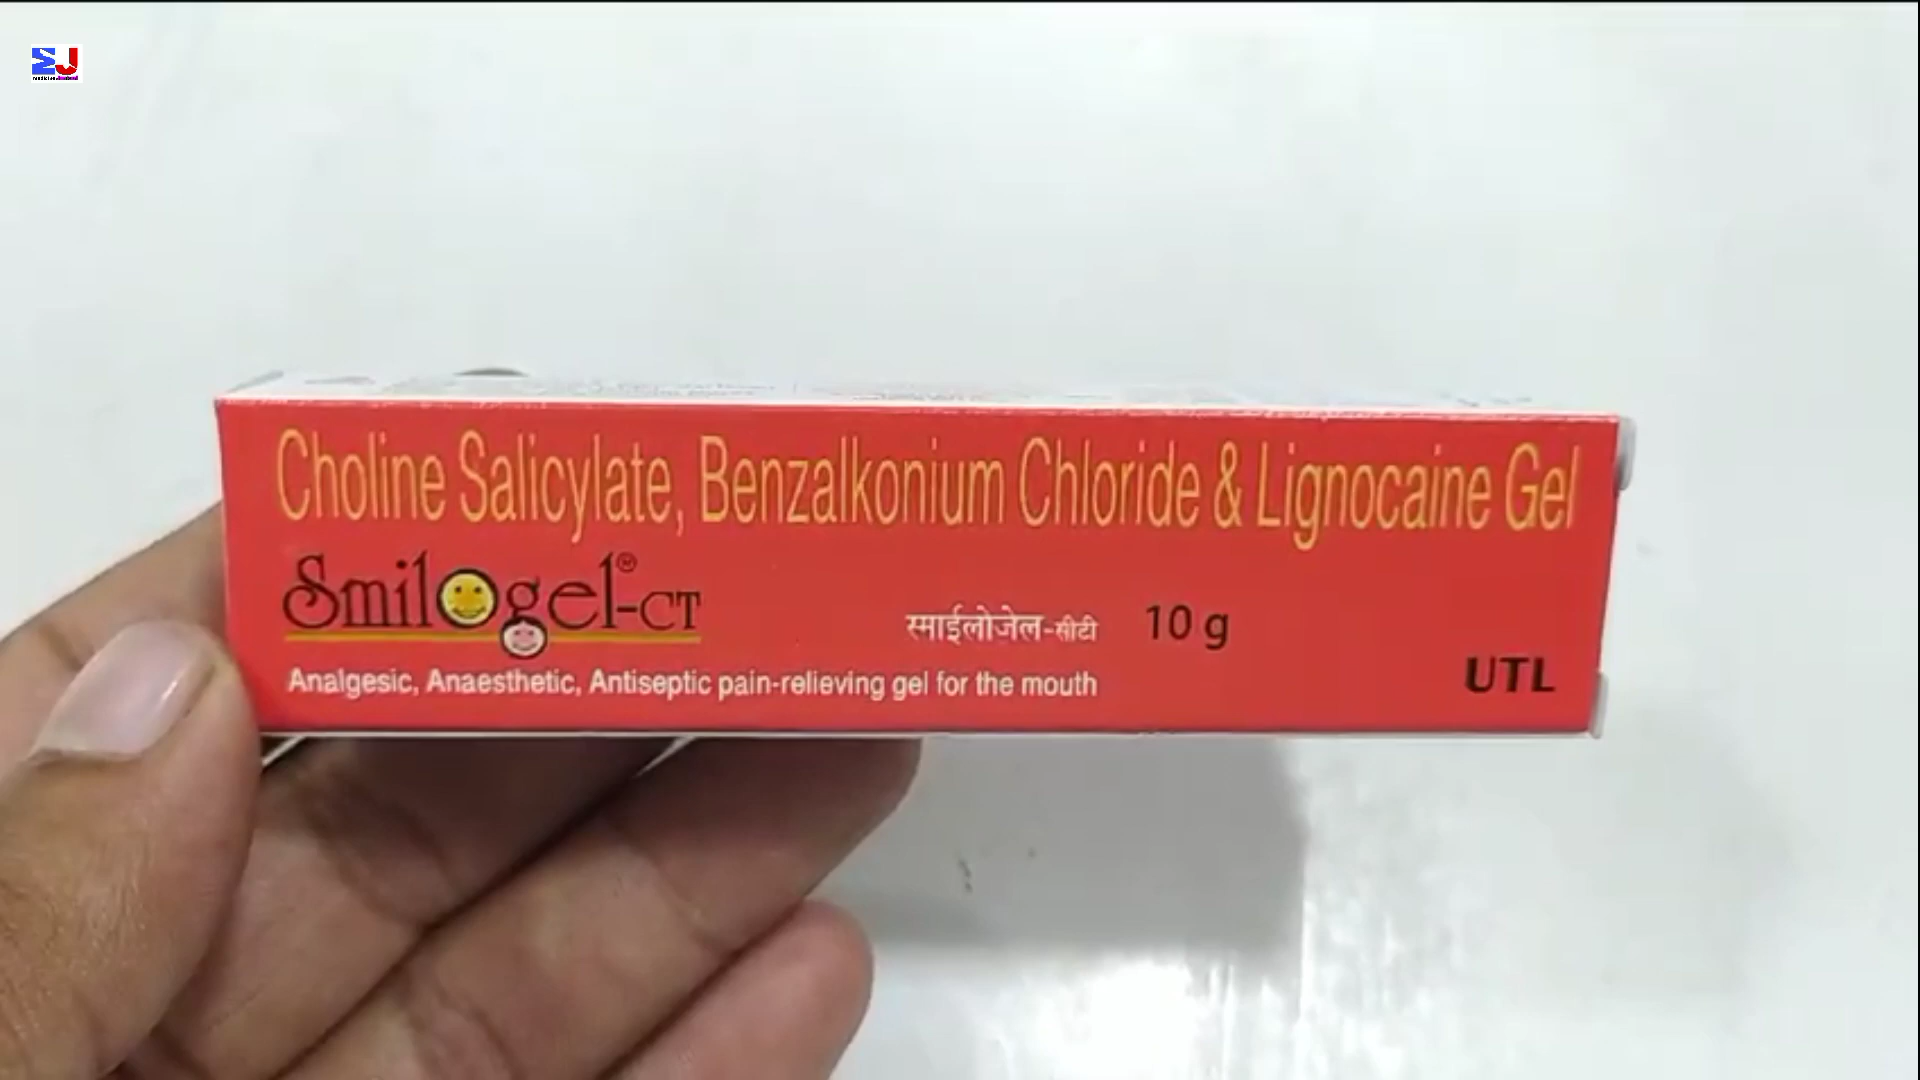 Choline Salicylate, Benzalkonium Chloride & Lignocaine Gel
Smilogel®-CT
स्माईलोजेल-सीटी 10 g
Analgesic, Anaesthetic, Antiseptic pain-relieving gel for the mouth
UTL